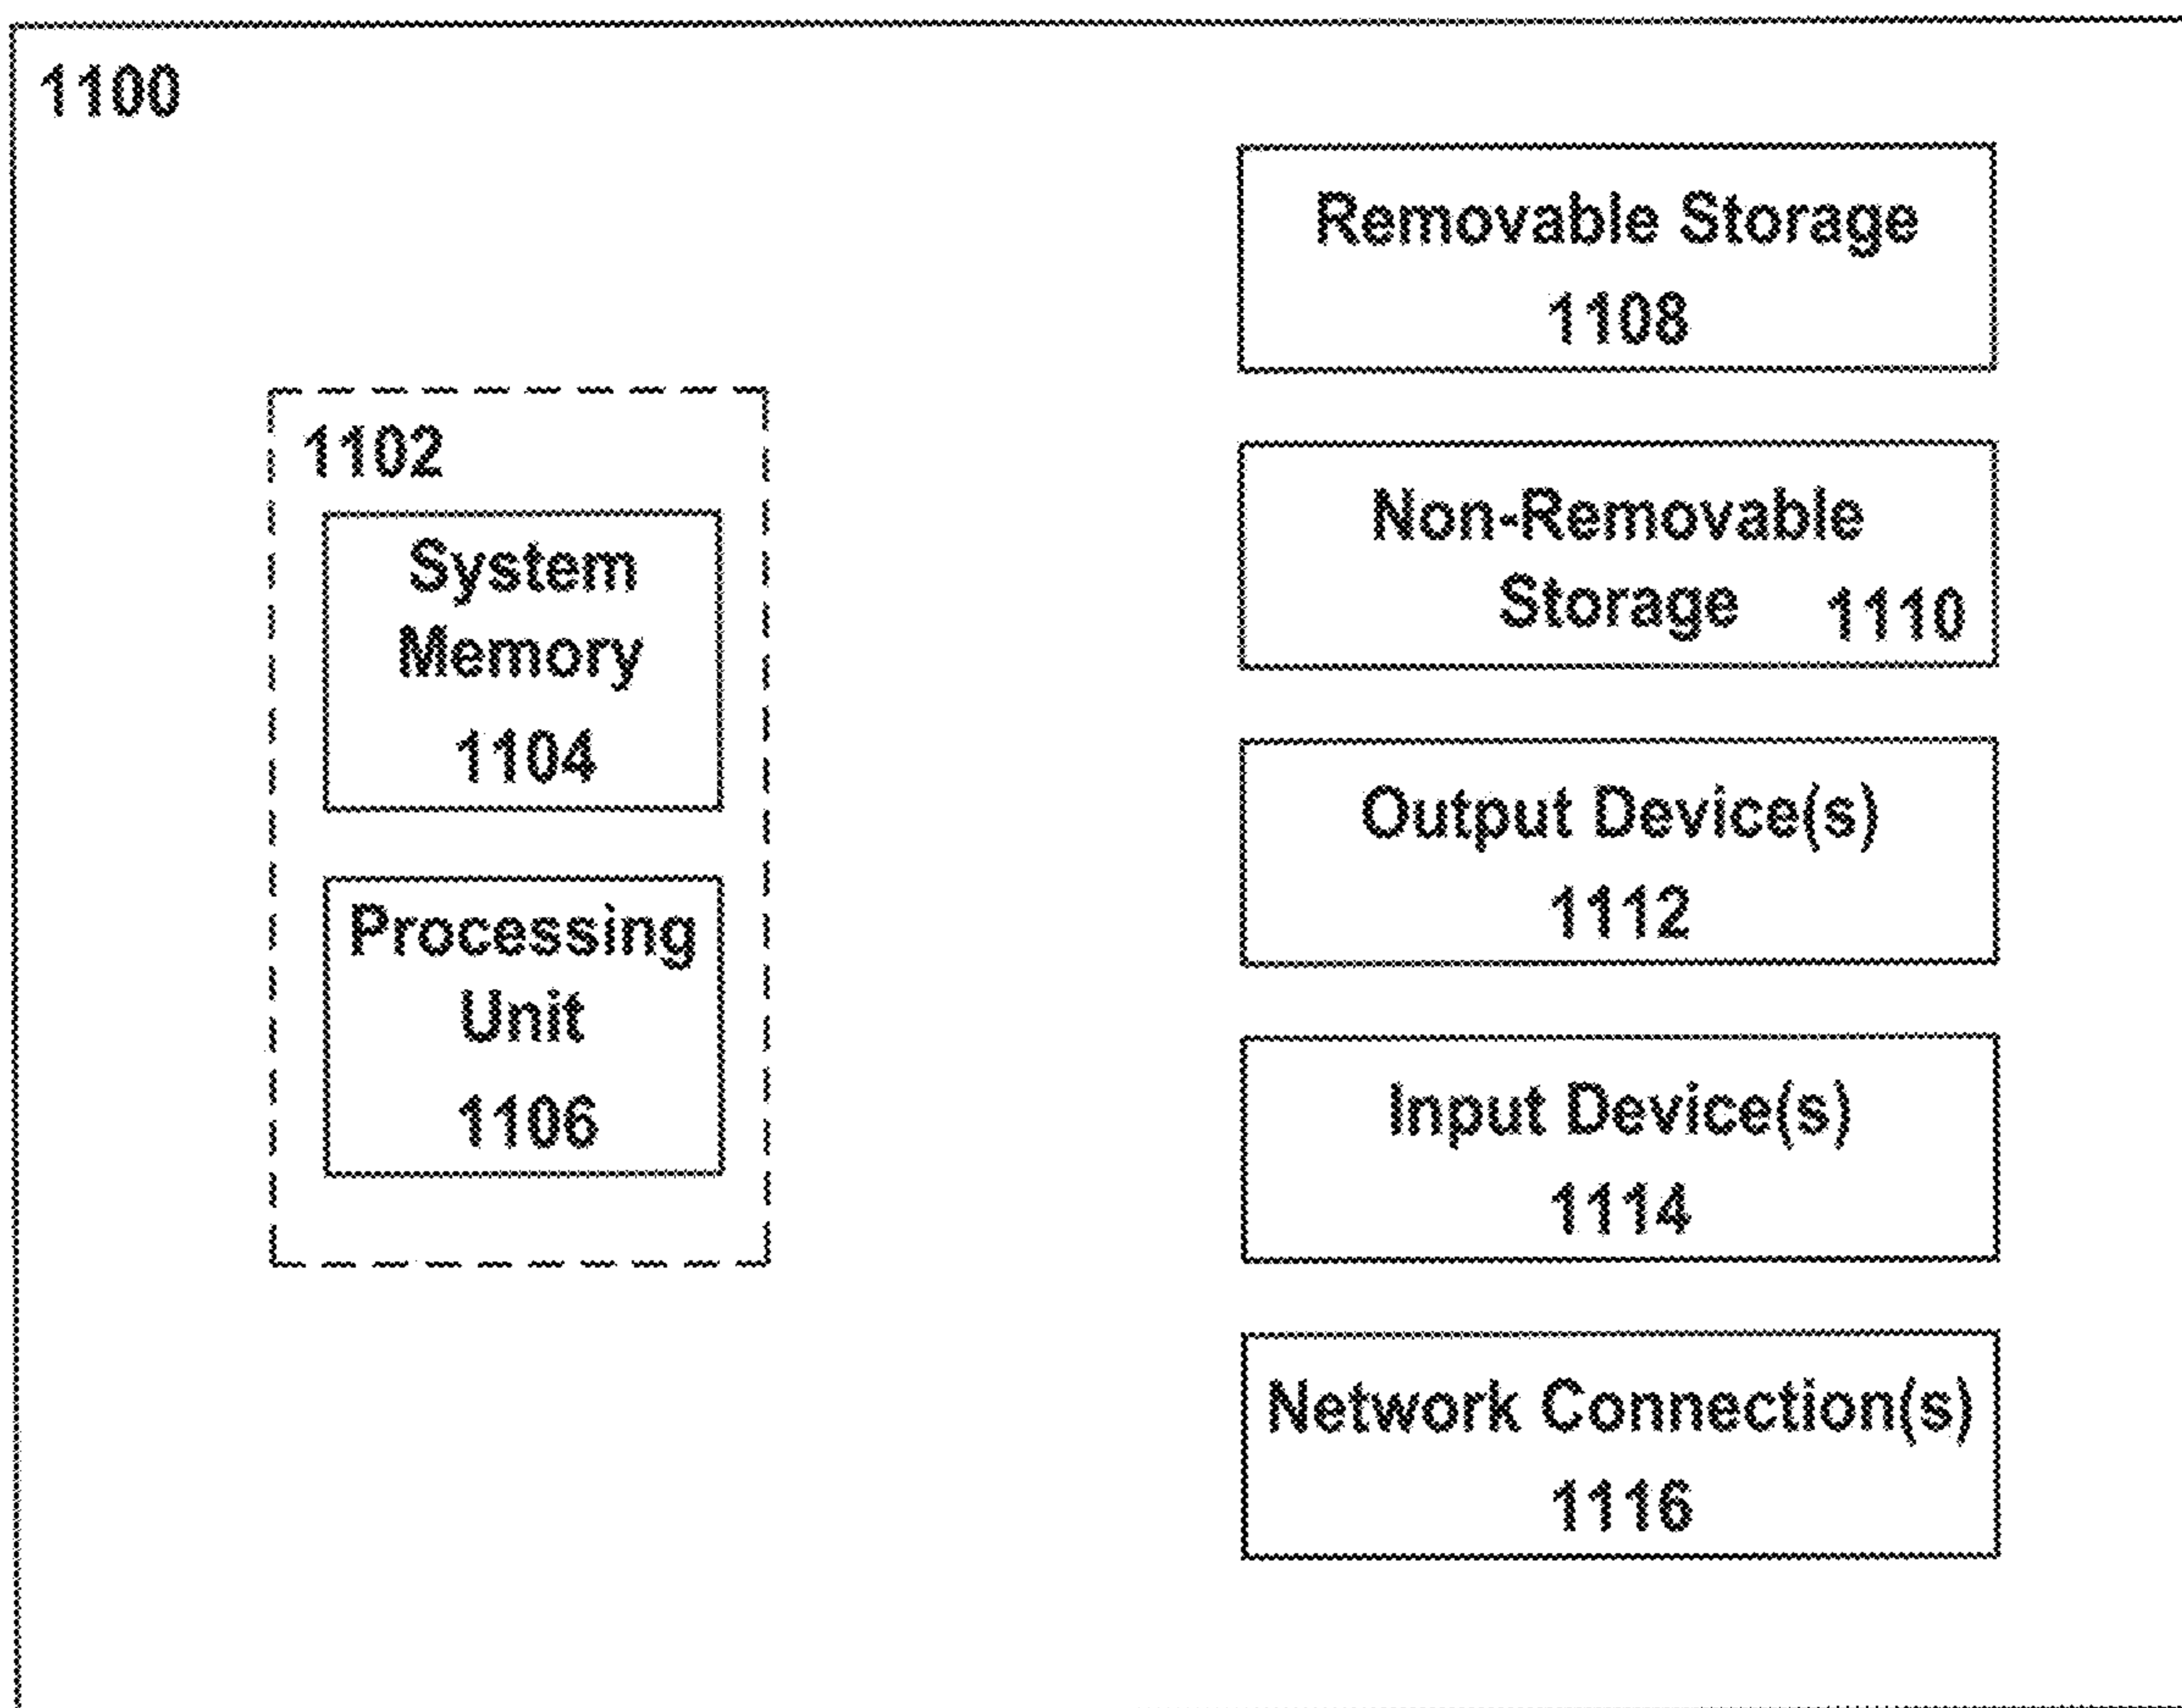 1100
1102
System
Memory
1104
Processing
Unit
1106
Removable Storage
1108
Non-Removable
Storage 1110
Output Device(s)
1112
Input Device(s)
1114
Network Connection(s)
1116